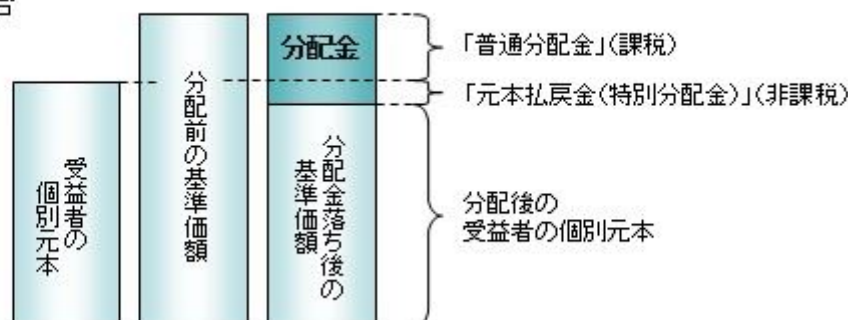 分配金
「普通分配金」(課税)
「元本払戻金(特別分配金)」(非課税)
受益者の
個別元本
分配前の基準価額
分配金落ち後の
基準価額
分配後の
受益者の個別元本